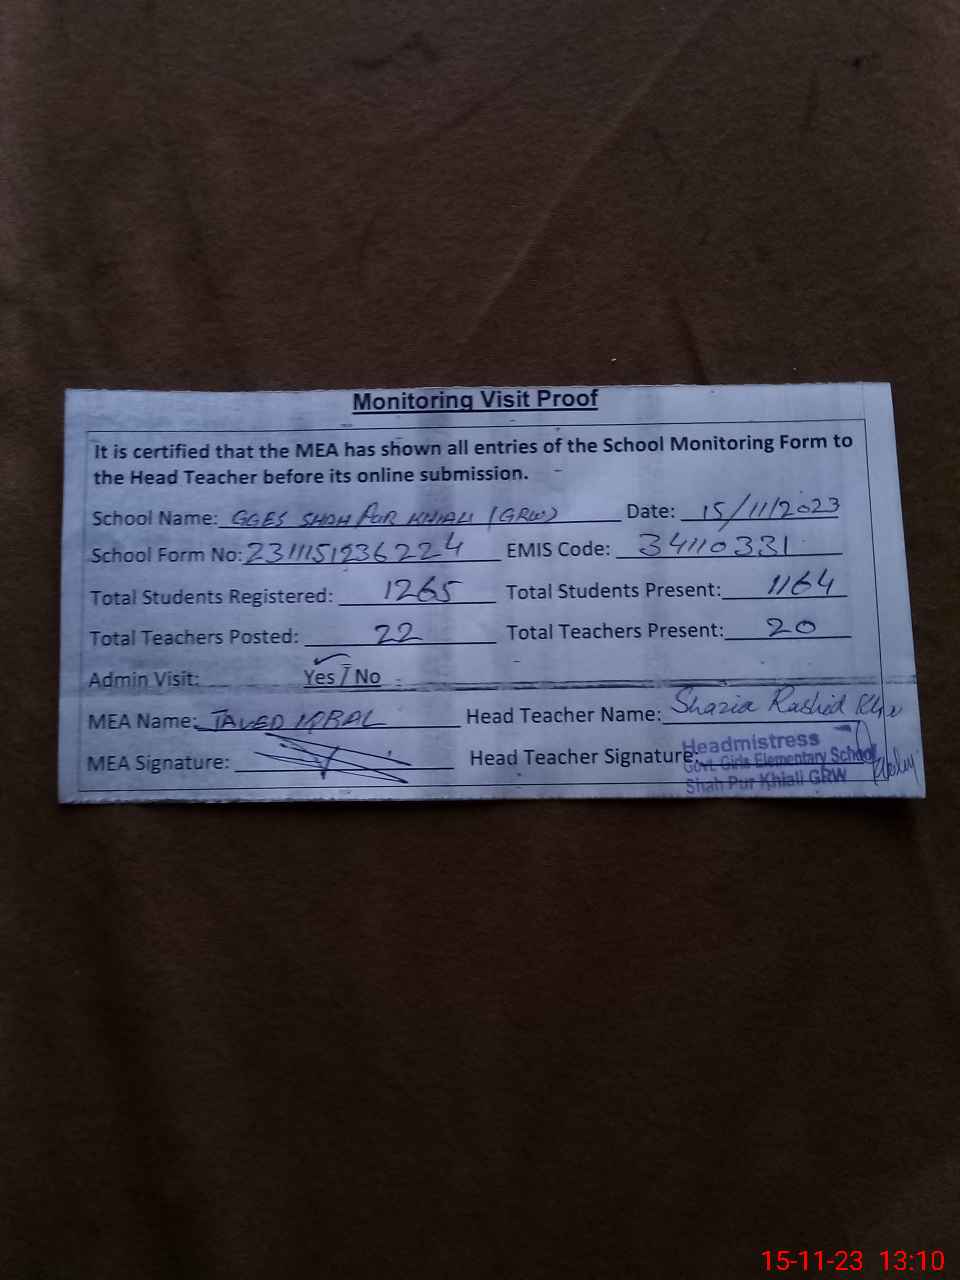 Monitoring Visit Proof
It is certified that the MEA has shown all entries of the School Monitoring Form to
the Head Teacher before its online submission.
School Name: GGES SHAH PUR KHIALI (GRW) Date: 15/11/2023
School Form No: 2311151236224 EMIS Code: 34110331
Total Students Registered: 1265 Total Students Present: 1164
Total Teachers Posted: 22 Total Teachers Present: 20
Admin Visit: Yes / No
MEA Name: JAVED IQBAL Head Teacher Name: Shazia Rashid
MEA Signature: Head Teacher Signature:
Headmistress
Govt. Girls Elementary School
Shah Pur Khiali GRW
15-11-23 13:10